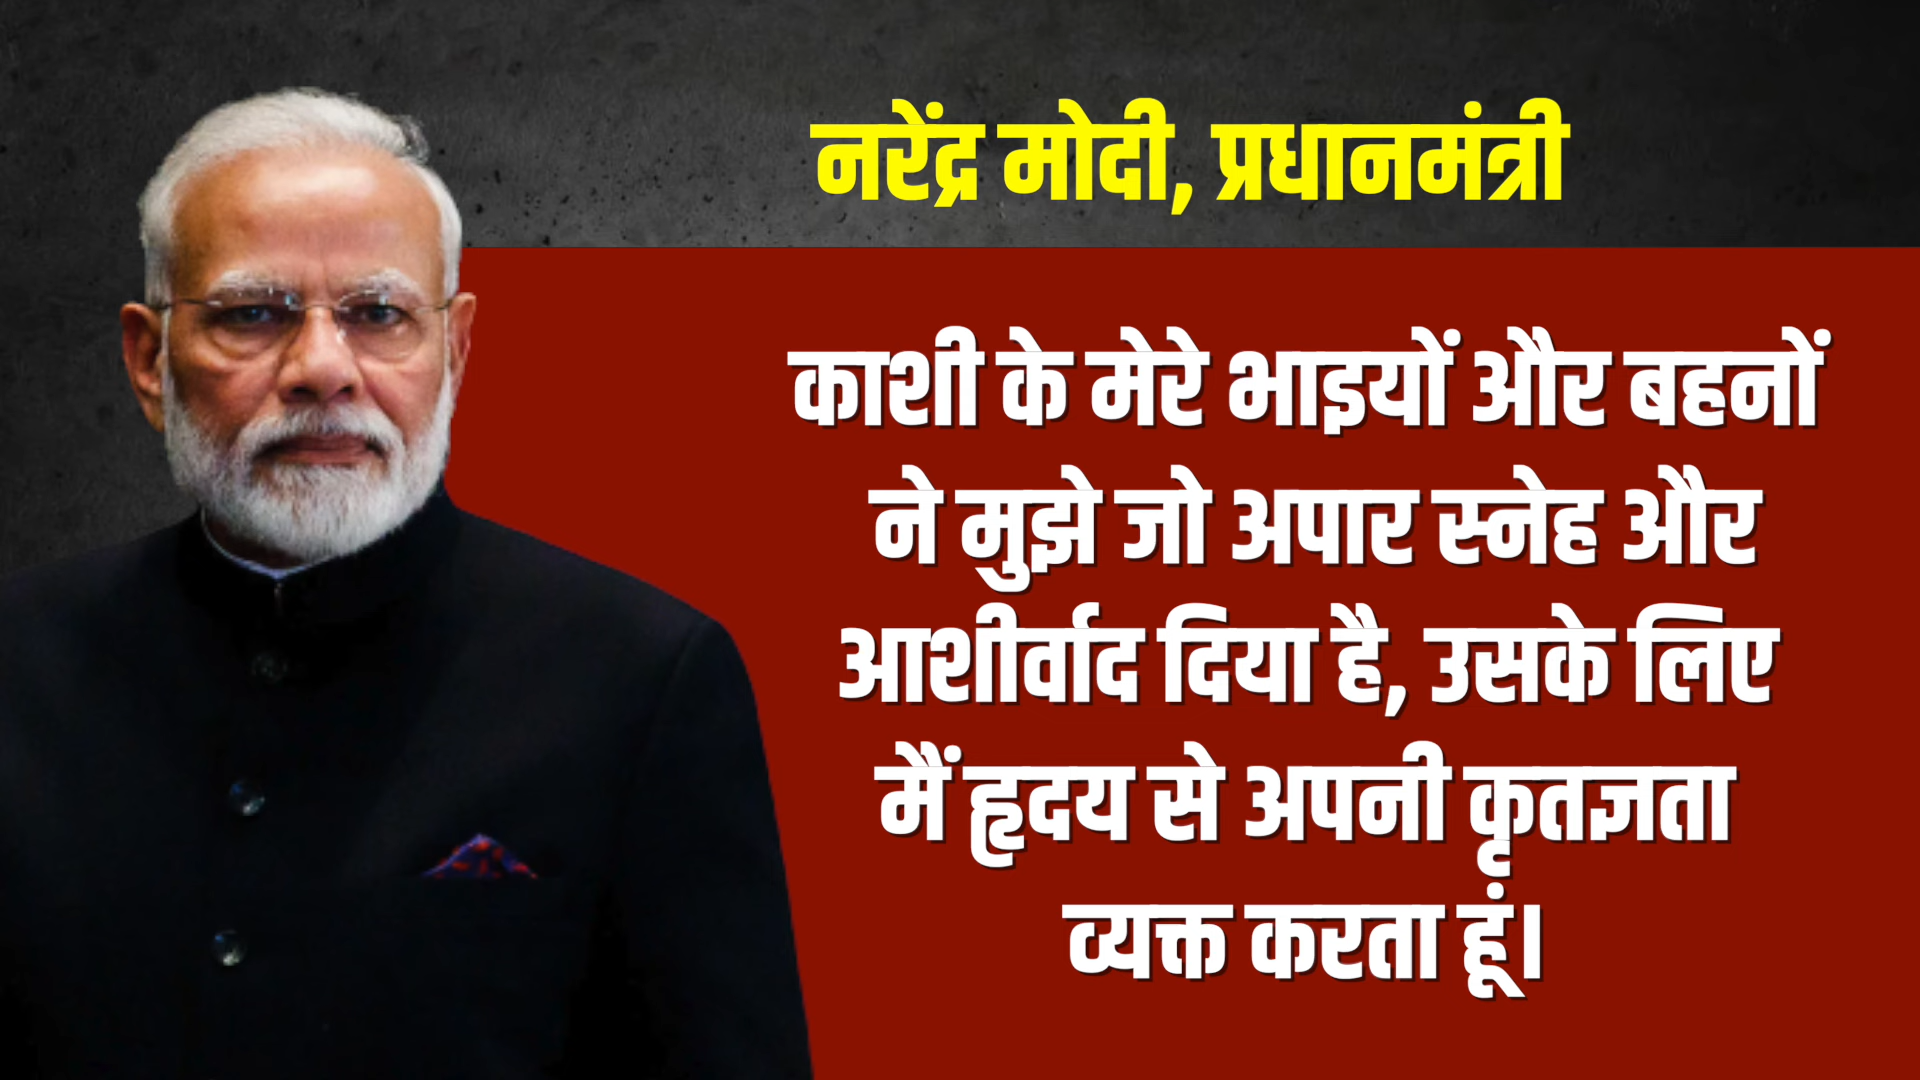 नरेंद्र मोदी, प्रधानमंत्री
काशी के मेरे भाइयों और बहनों
ने मुझे जो अपार स्नेह और
आशीर्वाद दिया है, उसके लिए
मैं हृदय से अपनी कृतज्ञता
व्यक्त करता हूं।